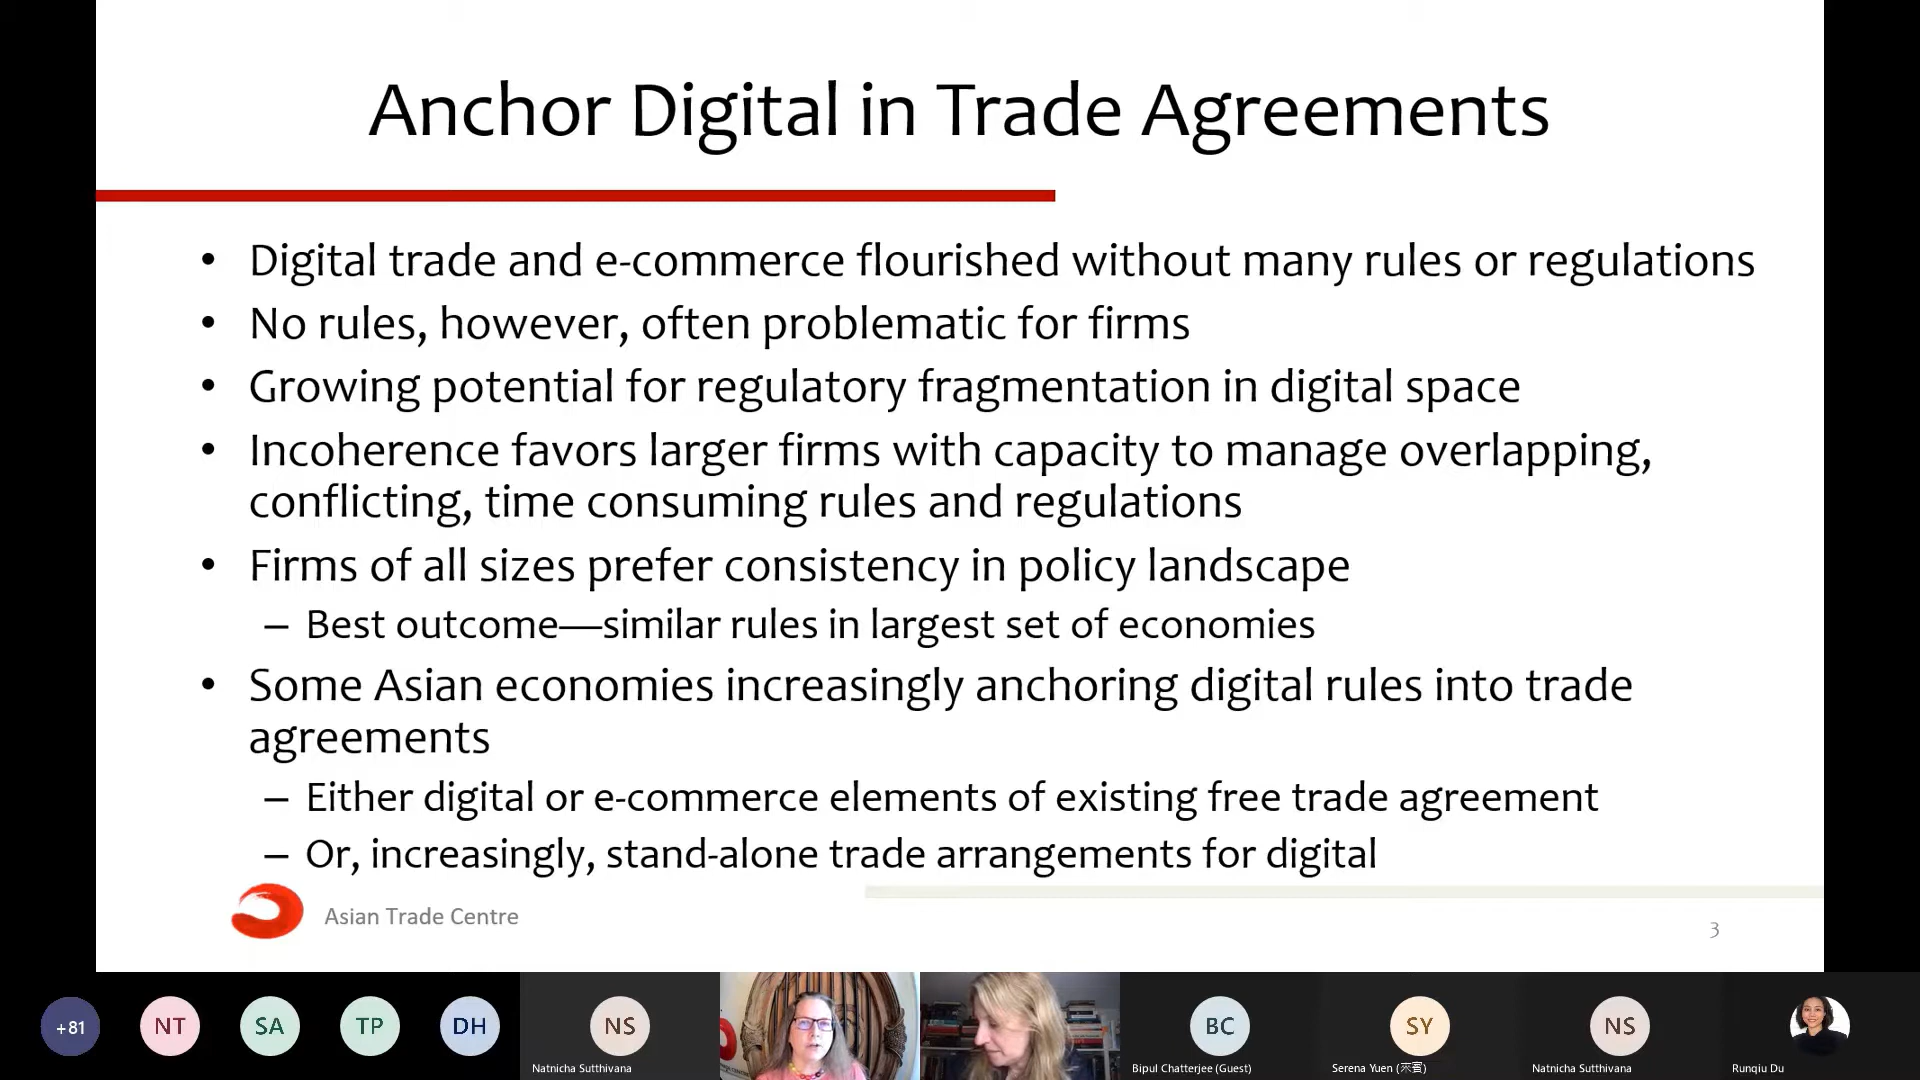 Anchor Digital in Trade Agreements
• Digital trade and e-commerce flourished without many rules or regulations
• No rules, however, often problematic for firms
• Growing potential for regulatory fragmentation in digital space
• Incoherence favors larger firms with capacity to manage overlapping,
conflicting, time consuming rules and regulations
• Firms of all sizes prefer consistency in policy landscape
– Best outcome—similar rules in largest set of economies
• Some Asian economies increasingly anchoring digital rules into trade
agreements
– Either digital or e-commerce elements of existing free trade agreement
– Or, increasingly, stand-alone trade arrangements for digital
Asian Trade Centre
3
+81
NT
SA
TP
DH
NS
BC
SY
NS
Natnicha Sutthivana
Bipul Chatterjee (Guest)
Serena Yuen
Natnicha Sutthivana
Runqiu Du